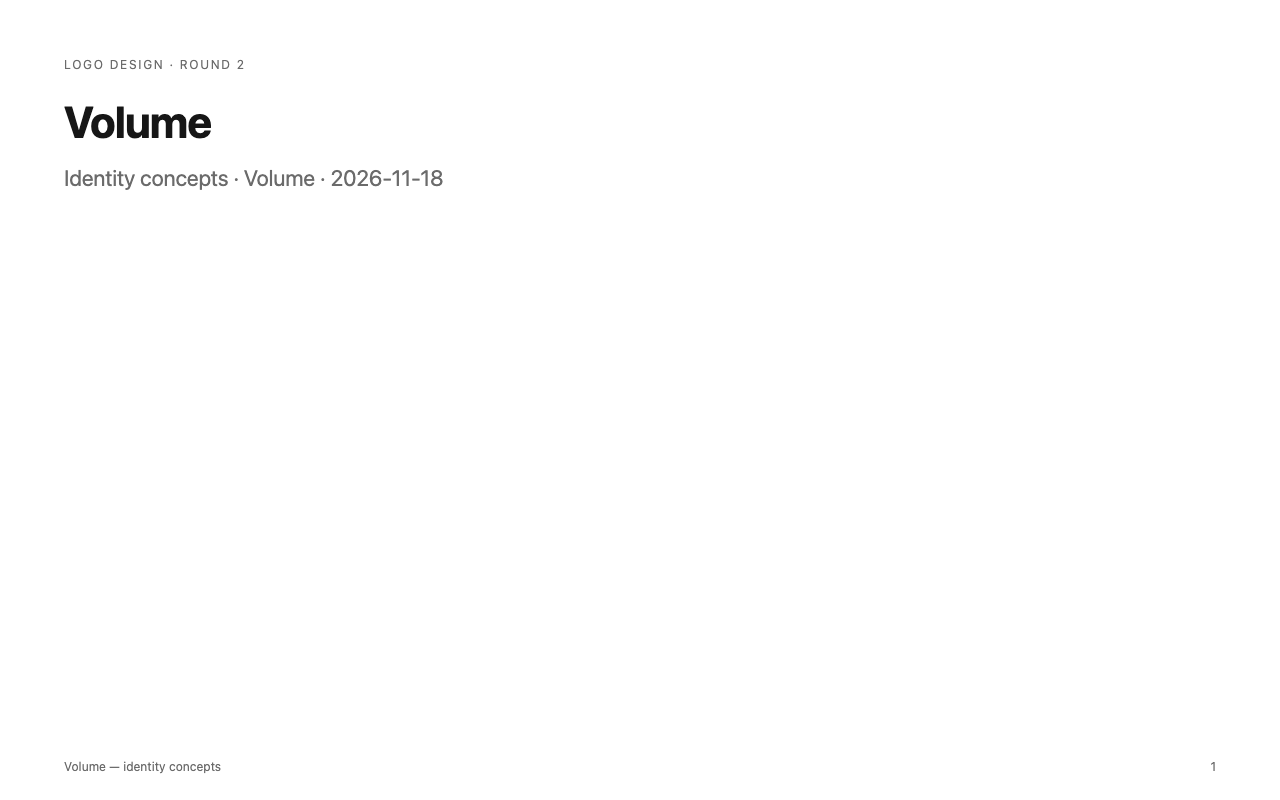 LOGO DESIGN · ROUND 2
Volume
Identity concepts · Volume · 2026-11-18
Volume — identity concepts
1